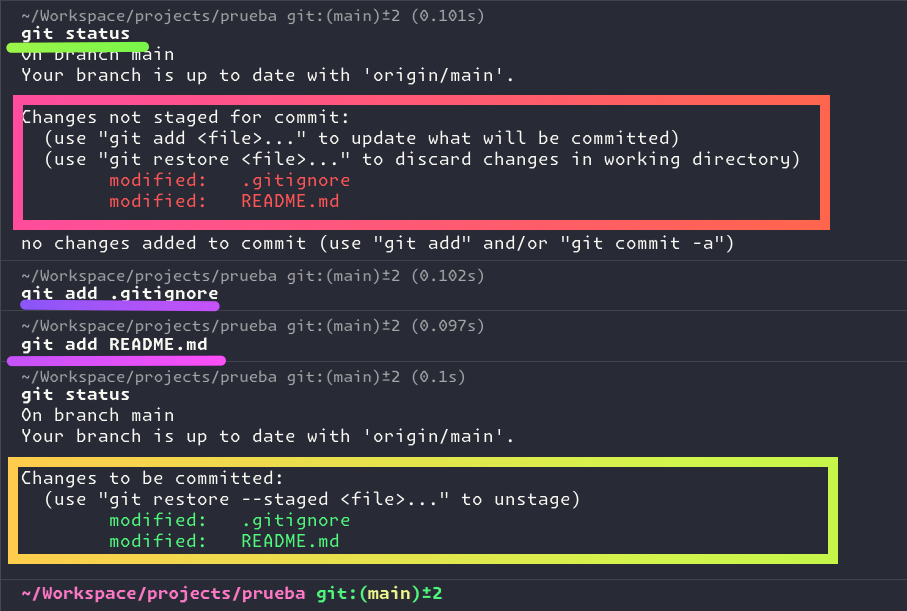 ~/Workspace/projects/prueba git:(main)±2 (0.101s)
git status
On branch main
Your branch is up to date with 'origin/main'.
Changes not staged for commit:
  (use "git add <file>..." to update what will be committed)
  (use "git restore <file>..." to discard changes in working directory)
        modified:   .gitignore
        modified:   README.md
no changes added to commit (use "git add" and/or "git commit -a")
~/Workspace/projects/prueba git:(main)±2 (0.102s)
git add .gitignore
~/Workspace/projects/prueba git:(main)±2 (0.097s)
git add README.md
~/Workspace/projects/prueba git:(main)±2 (0.1s)
git status
On branch main
Your branch is up to date with 'origin/main'.
Changes to be committed:
  (use "git restore --staged <file>..." to unstage)
        modified:   .gitignore
        modified:   README.md
~/Workspace/projects/prueba git:(main)±2